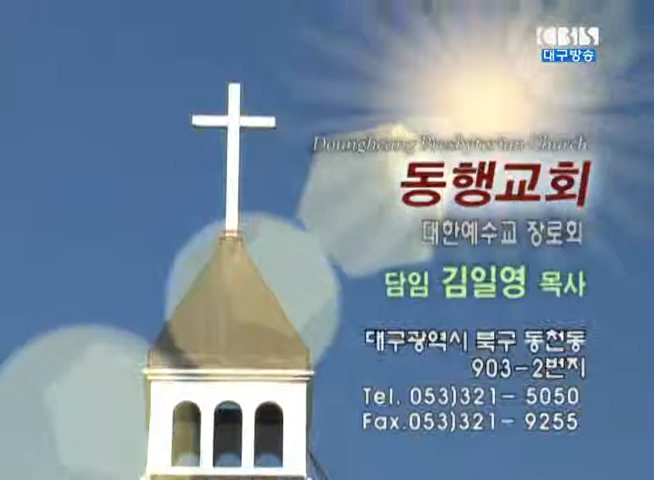 CBS
대구방송
Doungheang Presbyterian Church
동행교회
대한예수교 장로회
담임 김일영 목사
대구광역시 북구 동천동
903-2번지
Tel. 053)321- 5050
Fax.053)321- 9255